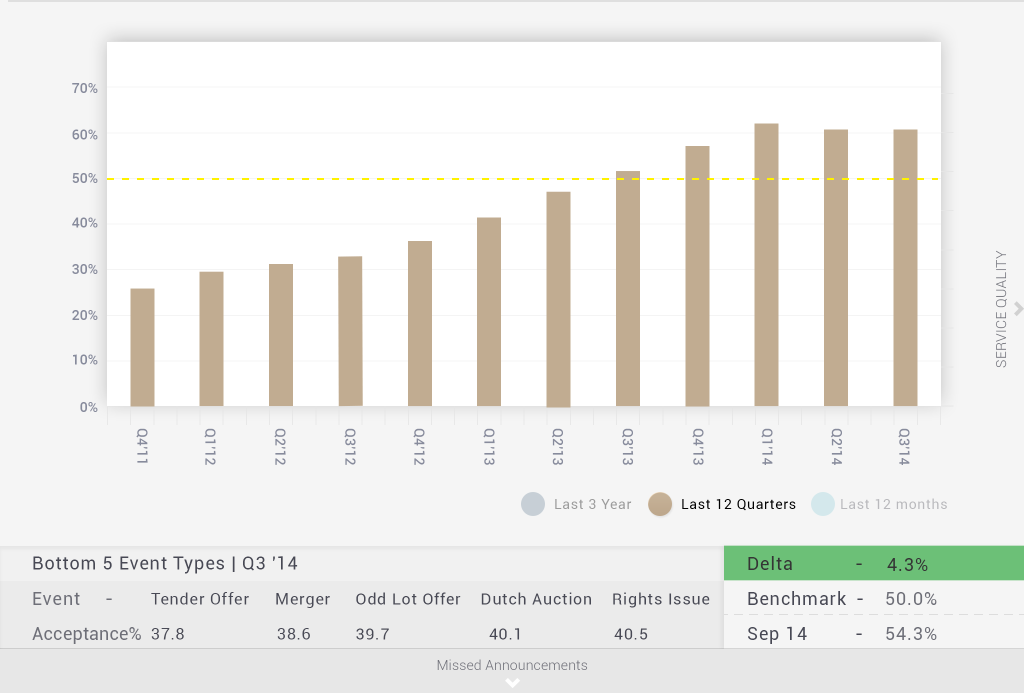 70%
60%
50%
40%
30%
20%
10%
0%
Q4'11 Q1'12 Q2'12 Q3'12 Q4'12 Q1'13 Q2'13 Q3'13 Q4'13 Q1'14 Q2'14 Q3'14
SERVICE QUALITY
Last 3 Year Last 12 Quarters Last 12 months
Bottom 5 Event Types | Q3 '14
Event - Tender Offer Merger Odd Lot Offer Dutch Auction Rights Issue
Acceptance% 37.8 38.6 39.7 40.1 40.5
Delta - 4.3%
Benchmark - 50.0%
Sep 14 - 54.3%
Missed Announcements